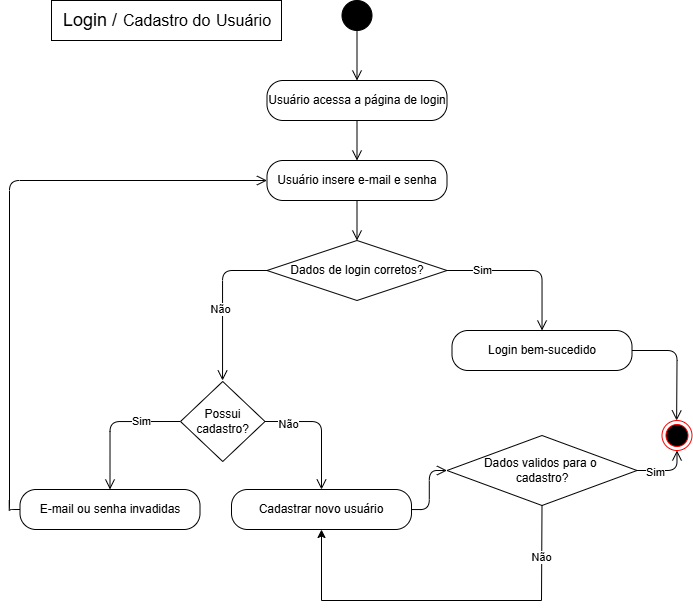 Login / Cadastro do Usuário
Usuário acessa a página de login
Usuário insere e-mail e senha
Dados de login corretos?
Sim
Não
Login bem-sucedido
Possui
cadastro?
Sim
Não
Dados validos para o
cadastro?
Sim
E-mail ou senha invadidas
Cadastrar novo usuário
Não